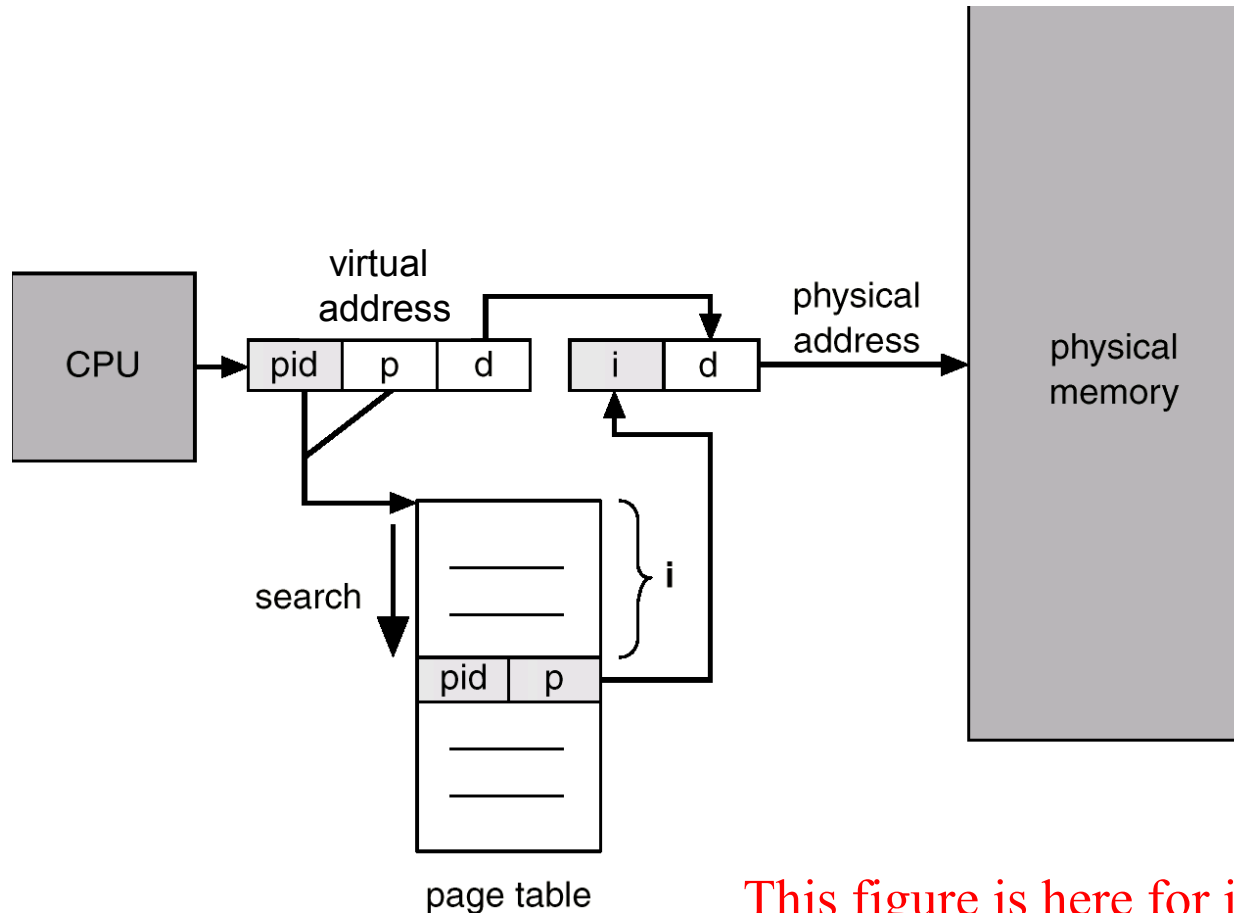 virtual
address
CPU
pid p d
i d
physical
address
physical
memory
search
i
pid p
page table
This figure is here for i